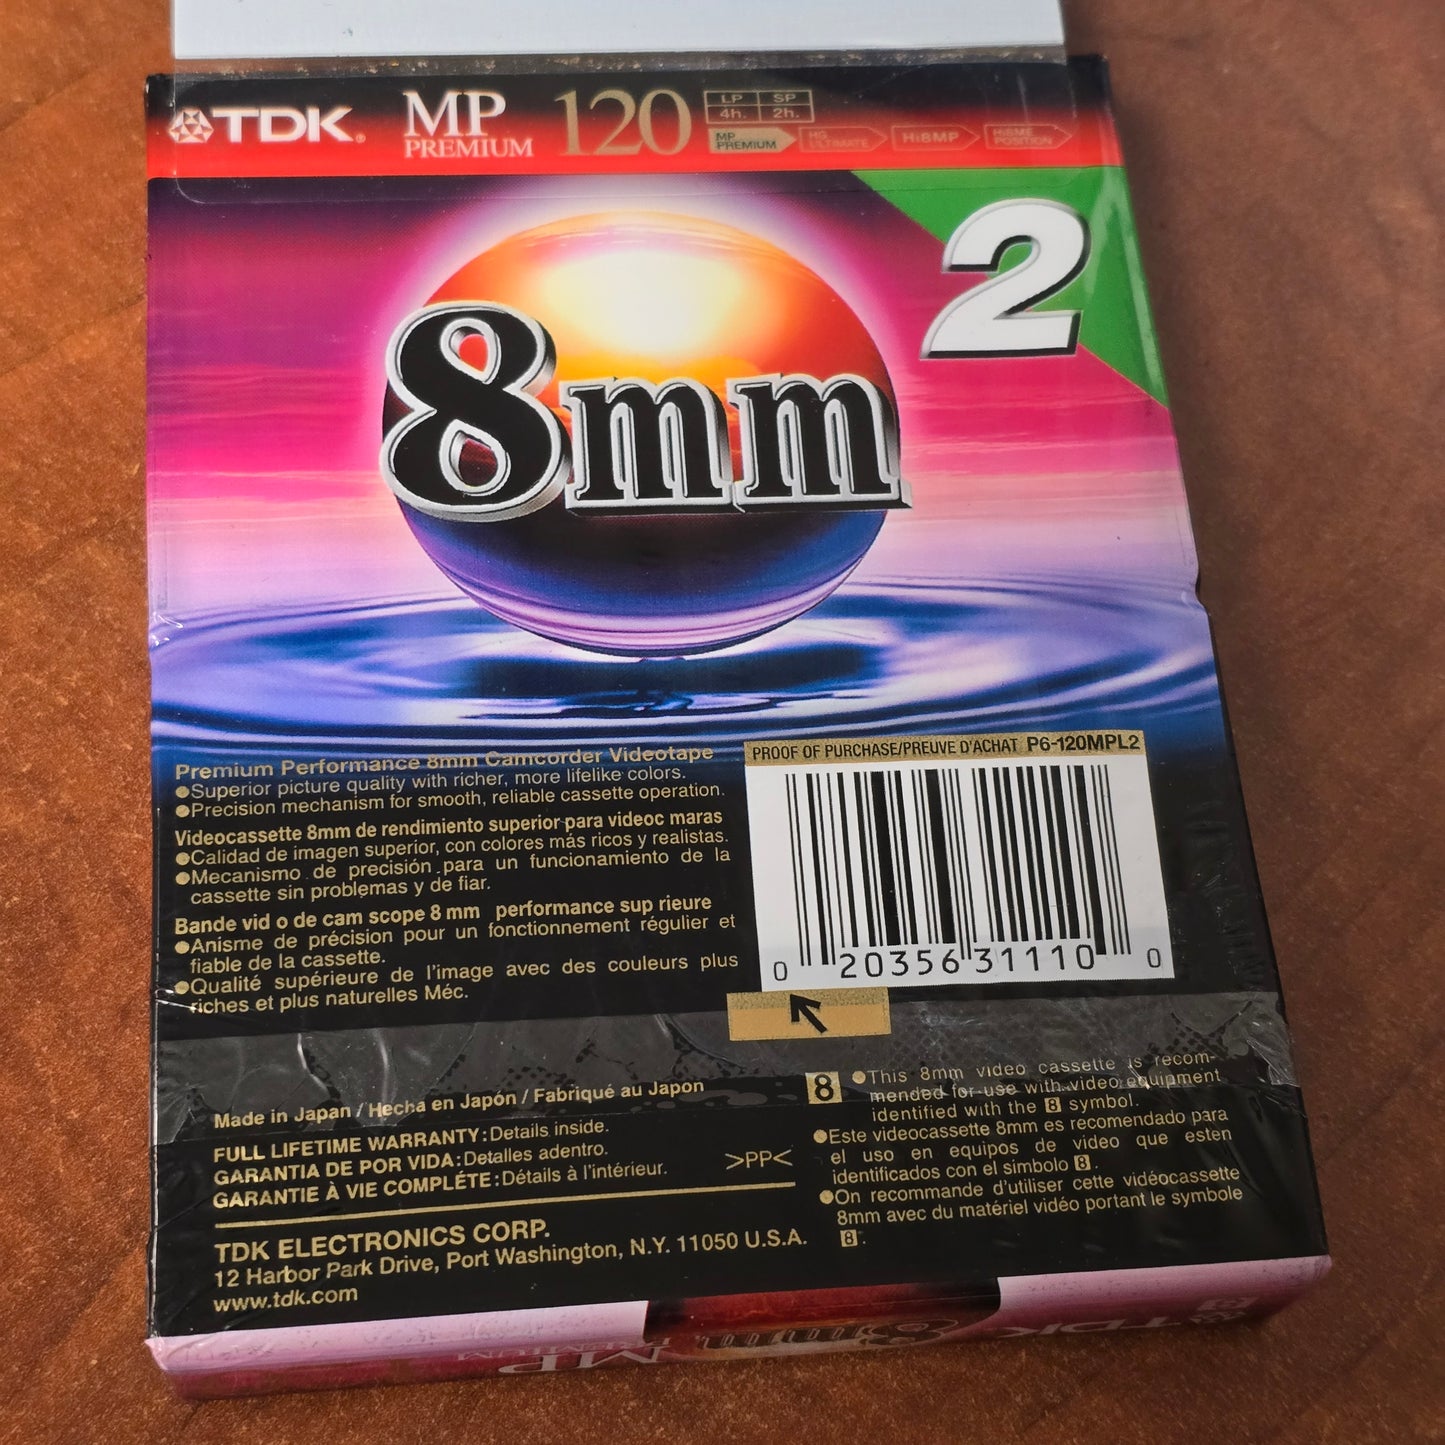 TDK
MP
PREMIUM
120
LP SP
4h. 2h.
MP PREMIUM
HG ULTIMATE
Hi8MP
Hi8ME POSITION
2
8mm
Premium Performance 8mm Camcorder Videotape
●Superior picture quality with richer, more lifelike colors.
●Precision mechanism for smooth, reliable cassette operation.
Videocassette 8mm de rendimiento superior para videoc maras
●Calidad de imagen superior, con colores más ricos y realistas.
●Mecanismo de precisión para un funcionamiento de la
cassette sin problemas y de fiar.
Bande vid o de cam scope 8 mm performance sup rieure
●Anisme de précision pour un fonctionnement régulier et
fiable de la cassette.
●Qualité supérieure de l'image avec des couleurs plus
riches et plus naturelles Méc.
PROOF OF PURCHASE/PREUVE D'ACHAT P6-120MPL2
0 20356 31110 0
Made in Japan / Hecha en Japón / Fabriqué au Japon
FULL LIFETIME WARRANTY: Details inside.
GARANTIA DE POR VIDA: Detalles adentro.
GARANTIE À VIE COMPLÉTE: Détails à l'intérieur.
>PP<
TDK ELECTRONICS CORP.
12 Harbor Park Drive, Port Washington, N.Y. 11050 U.S.A.
www.tdk.com
8 ●This 8mm video cassette is recom-
mended for use with video equipment
identified with the 8 symbol.
●Este videocassette 8mm es recomendado para
el uso en equipos de video que esten
identificados con el simbolo 8.
●On recommande d'utiliser cette vidéocassette
8mm avec du matériel vidéo portant le symbole
8.
MP
PREMIUM
8mm
TDK